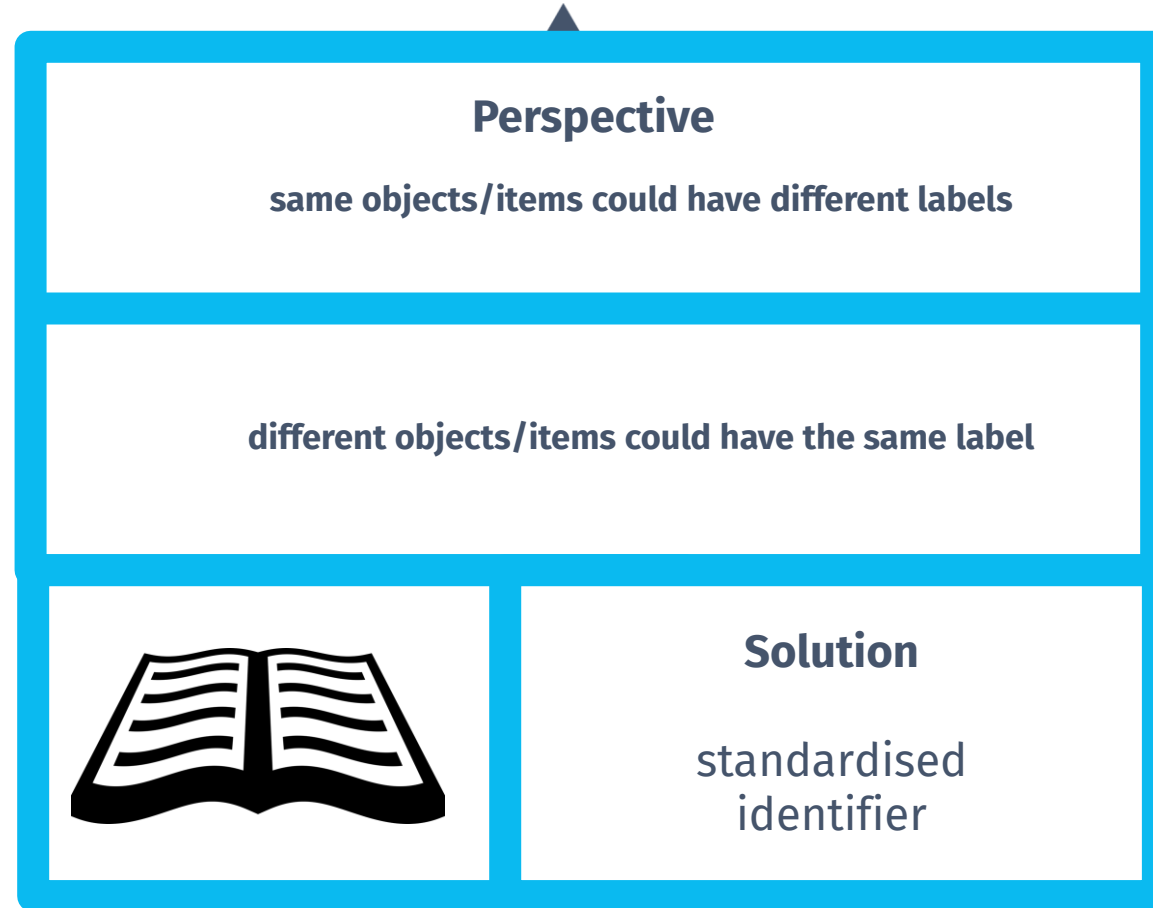 Perspective
same objects/items could have different labels
different objects/items could have the same label
Solution
standardised
identifier